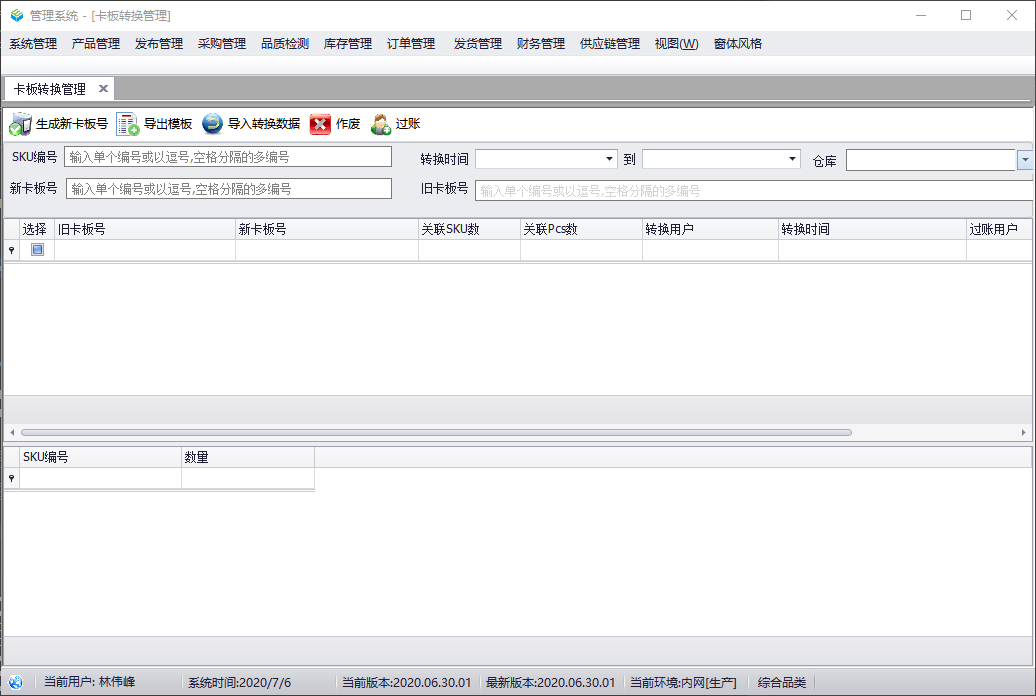 管理系统 - [卡板转换管理]
系统管理 产品管理 发布管理 采购管理 品质检测 库存管理 订单管理 发货管理 财务管理 供应链管理 视图(W) 窗体风格
卡板转换管理
生成新卡板号 导出模板 导入转换数据 作废 过账
SKU编号 输入单个编号或以逗号,空格分隔的多编号 转换时间 到 仓库
新卡板号 输入单个编号或以逗号,空格分隔的多编号 旧卡板号 输入单个编号或以逗号,空格分隔的多编号
选择 旧卡板号 新卡板号 关联SKU数 关联Pcs数 转换用户 转换时间 过账用户
SKU编号 数量
当前用户: 林伟峰 系统时间:2020/7/6 当前版本:2020.06.30.01 最新版本:2020.06.30.01 当前环境:内网[生产] 综合品类